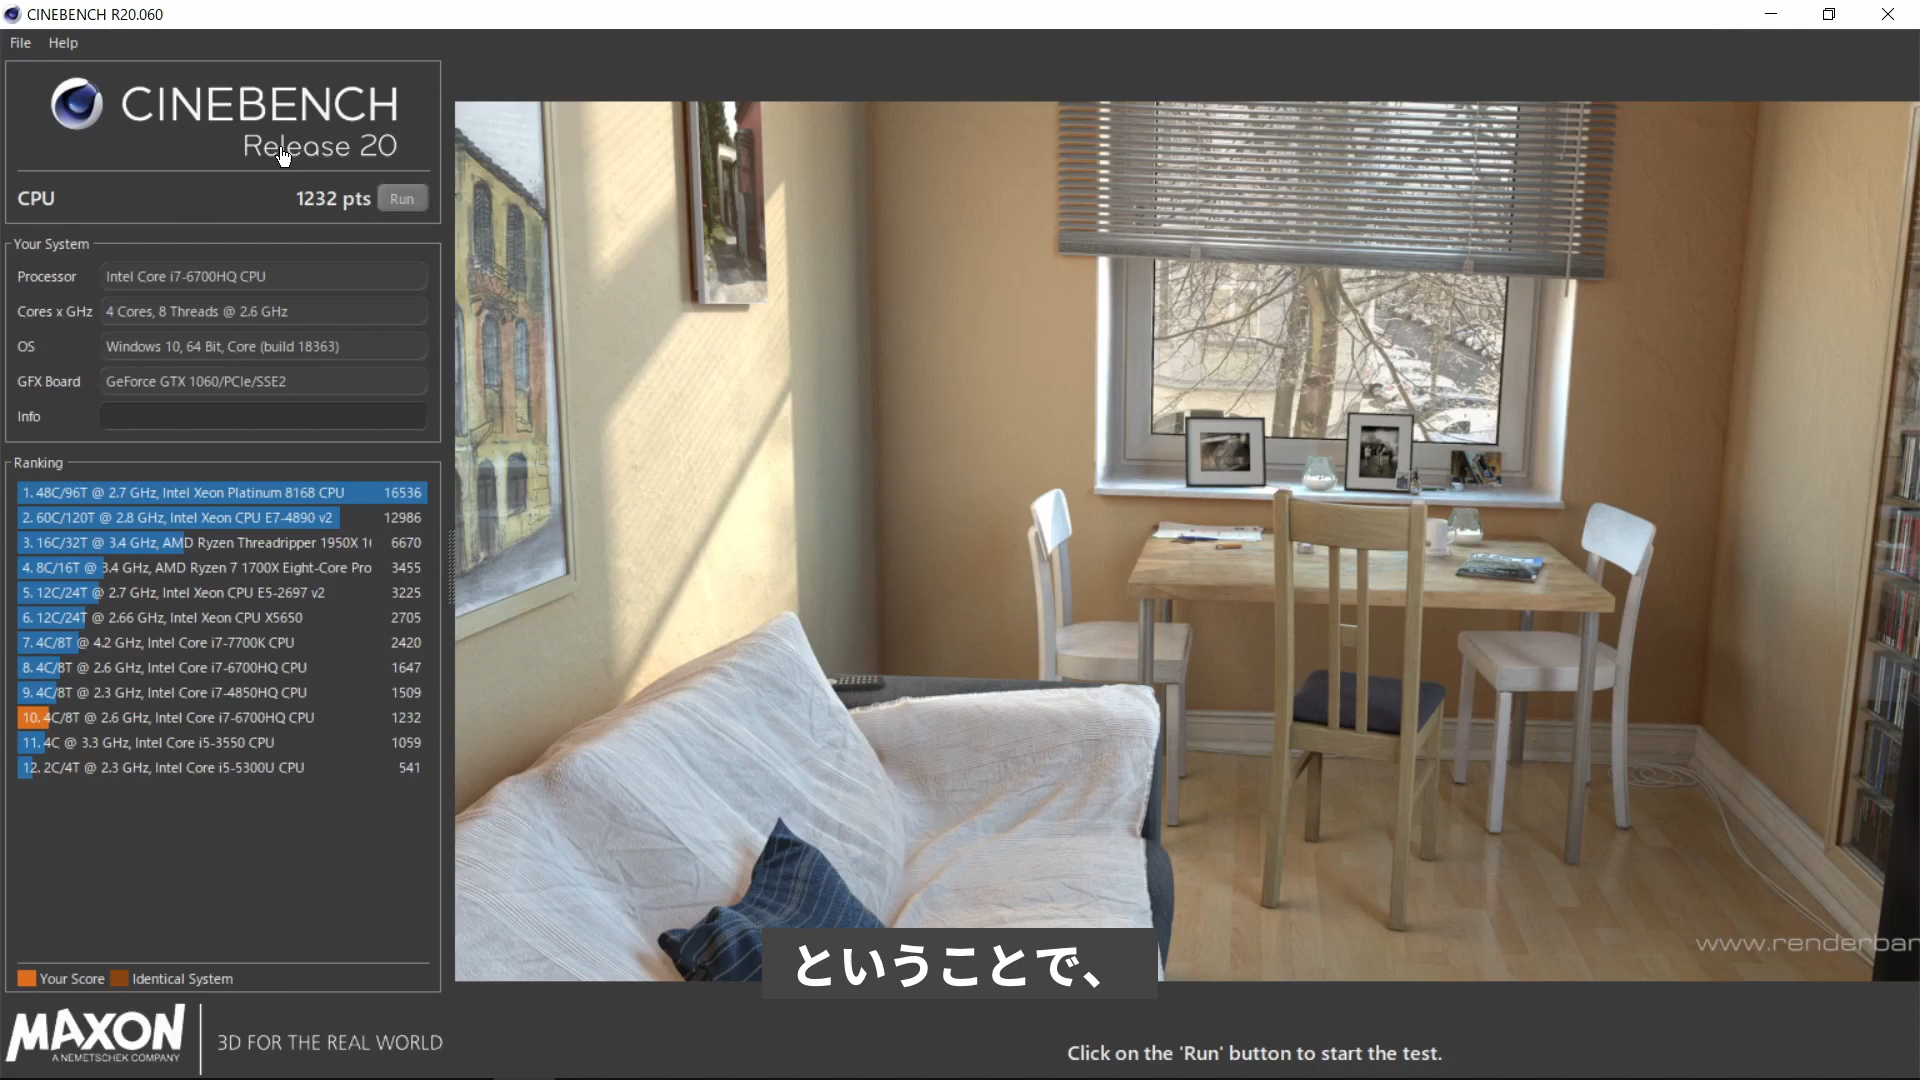 CINEBENCH R20.060
File Help
CINEBENCH
Release 20
CPU 1232 pts Run
Your System
Processor Intel Core i7-6700HQ CPU
Cores x GHz 4 Cores, 8 Threads @ 2.6 GHz
OS Windows 10, 64 Bit, Core (build 18363)
GFX Board GeForce GTX 1060/PCIe/SSE2
Info
Ranking
1. 48C/96T @ 2.7 GHz, Intel Xeon Platinum 8168 CPU 16536
2. 60C/120T @ 2.8 GHz, Intel Xeon CPU E7-4890 v2 12986
3. 16C/32T @ 3.4 GHz, AMD Ryzen Threadripper 1950X 6670
4. 8C/16T @ 3.4 GHz, AMD Ryzen 7 1700X Eight-Core Pro 3455
5. 12C/24T @ 2.7 GHz, Intel Xeon CPU E5-2697 v2 3225
6. 12C/24T @ 2.66 GHz, Intel Xeon CPU X5650 2705
7. 4C/8T @ 4.2 GHz, Intel Core i7-7700K CPU 2420
8. 4C/8T @ 2.6 GHz, Intel Core i7-6700HQ CPU 1647
9. 4C/8T @ 2.3 GHz, Intel Core i7-4850HQ CPU 1509
10. 4C/8T @ 2.6 GHz, Intel Core i7-6700HQ CPU 1232
11. 4C @ 3.3 GHz, Intel Core i5-3550 CPU 1059
12. 2C/4T @ 2.3 GHz, Intel Core i5-5300U CPU 541
Your Score Identical System
www.renderbar
ということで、
MAXON
A NEMETSCHEK COMPANY
3D FOR THE REAL WORLD
Click on the 'Run' button to start the test.